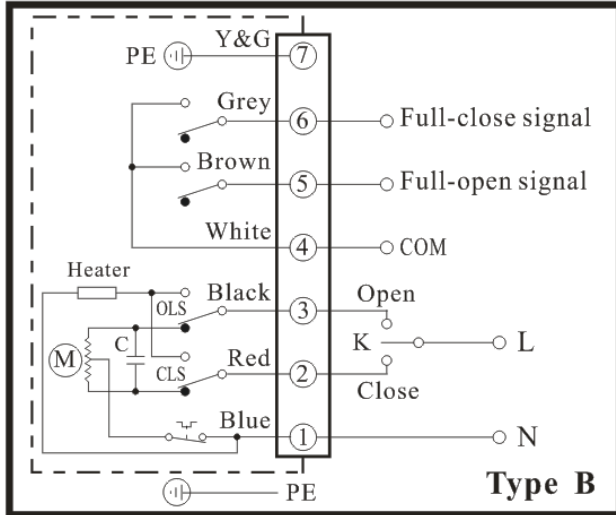 Y&G
PE 7
Grey
6 Full-close signal
Brown
5 Full-open signal
White
4 COM
Heater
OLS Black 3 Open
M C K L
CLS Red 2 Close
Blue
1 N
PE
Type B